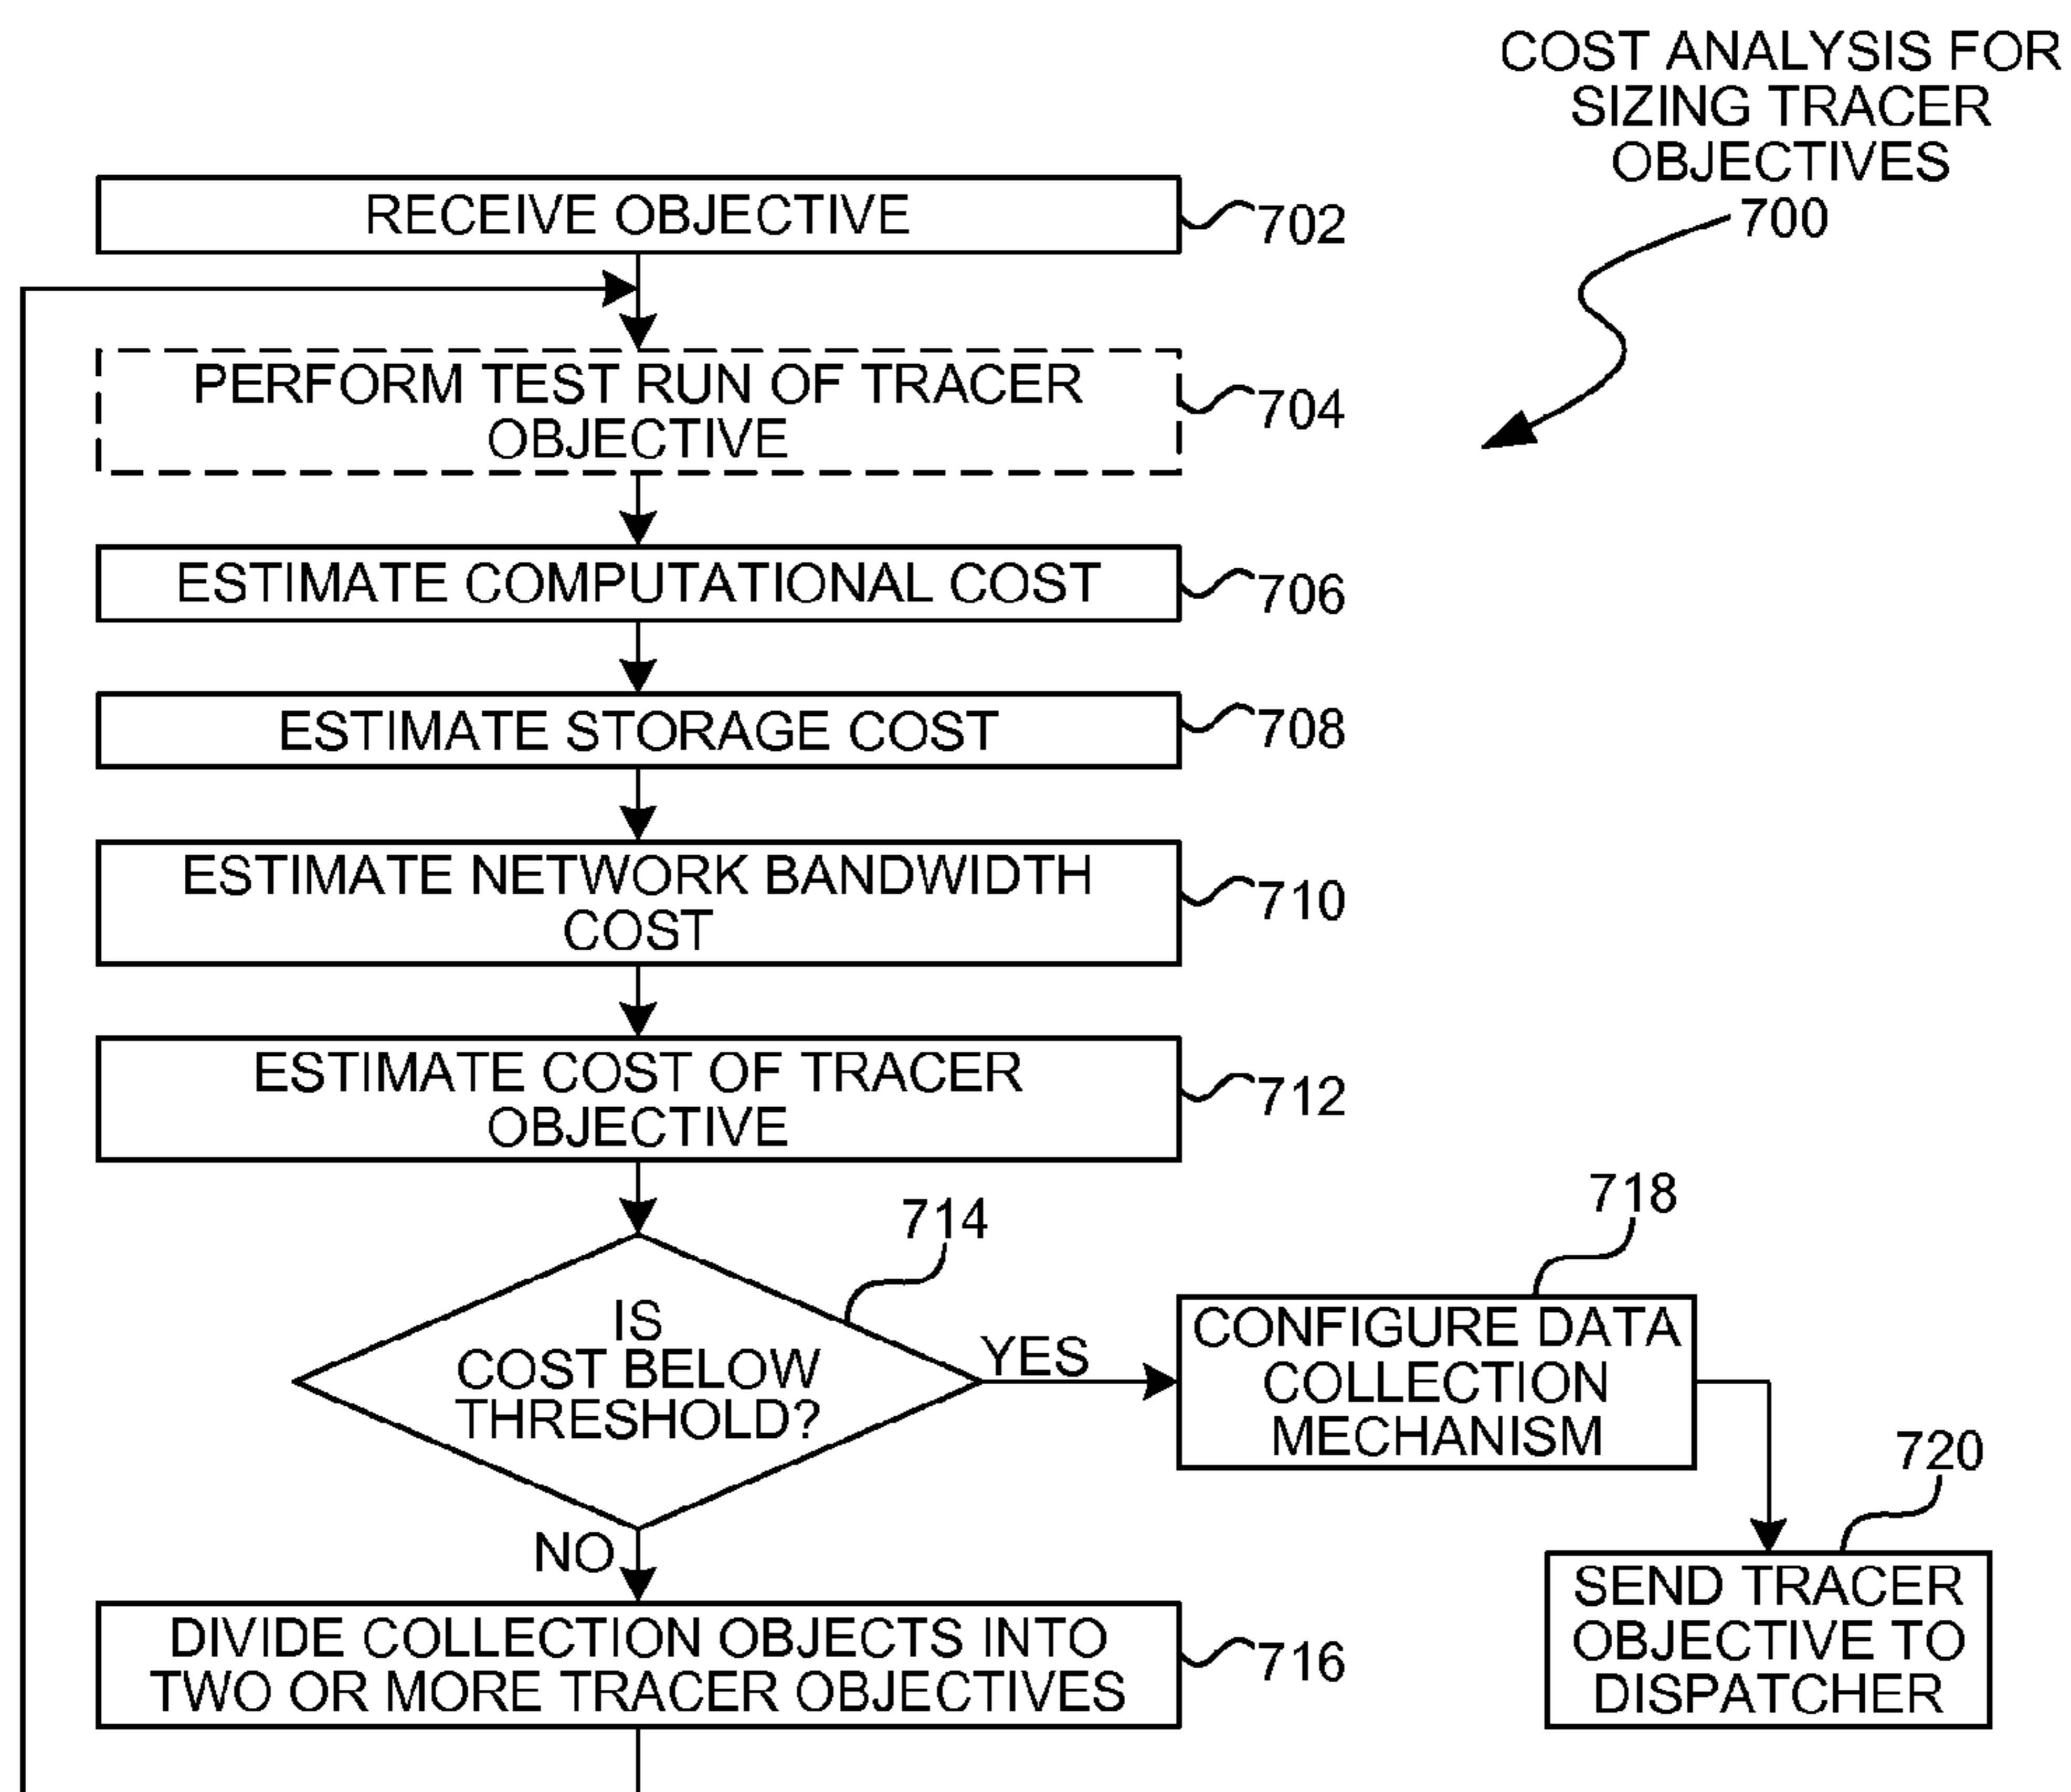 COST ANALYSIS FOR
SIZING TRACER
OBJECTIVES
700
RECEIVE OBJECTIVE
702
PERFORM TEST RUN OF TRACER
OBJECTIVE
704
ESTIMATE COMPUTATIONAL COST
706
ESTIMATE STORAGE COST
708
ESTIMATE NETWORK BANDWIDTH
COST
710
ESTIMATE COST OF TRACER
OBJECTIVE
712
714
IS
COST BELOW
THRESHOLD?
YES
718
CONFIGURE DATA
COLLECTION
MECHANISM
720
SEND TRACER
OBJECTIVE TO
DISPATCHER
NO
DIVIDE COLLECTION OBJECTS INTO
TWO OR MORE TRACER OBJECTIVES
716